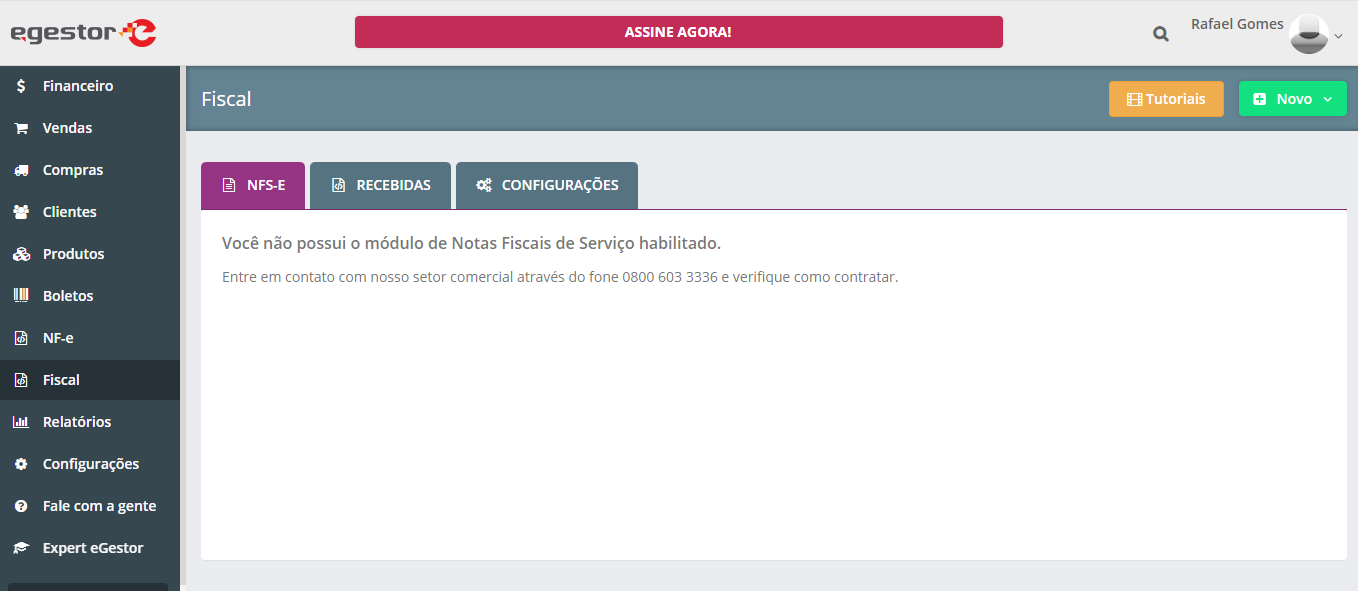 egestor
ASSINE AGORA!
Rafael Gomes
Financeiro
Vendas
Compras
Clientes
Produtos
Boletos
NF-e
Fiscal
Relatórios
Configurações
Fale com a gente
Expert eGestor
Fiscal
Tutoriais
Novo
NFS-E
RECEBIDAS
CONFIGURAÇÕES
Você não possui o módulo de Notas Fiscais de Serviço habilitado.
Entre em contato com nosso setor comercial através do fone 0800 603 3336 e verifique como contratar.